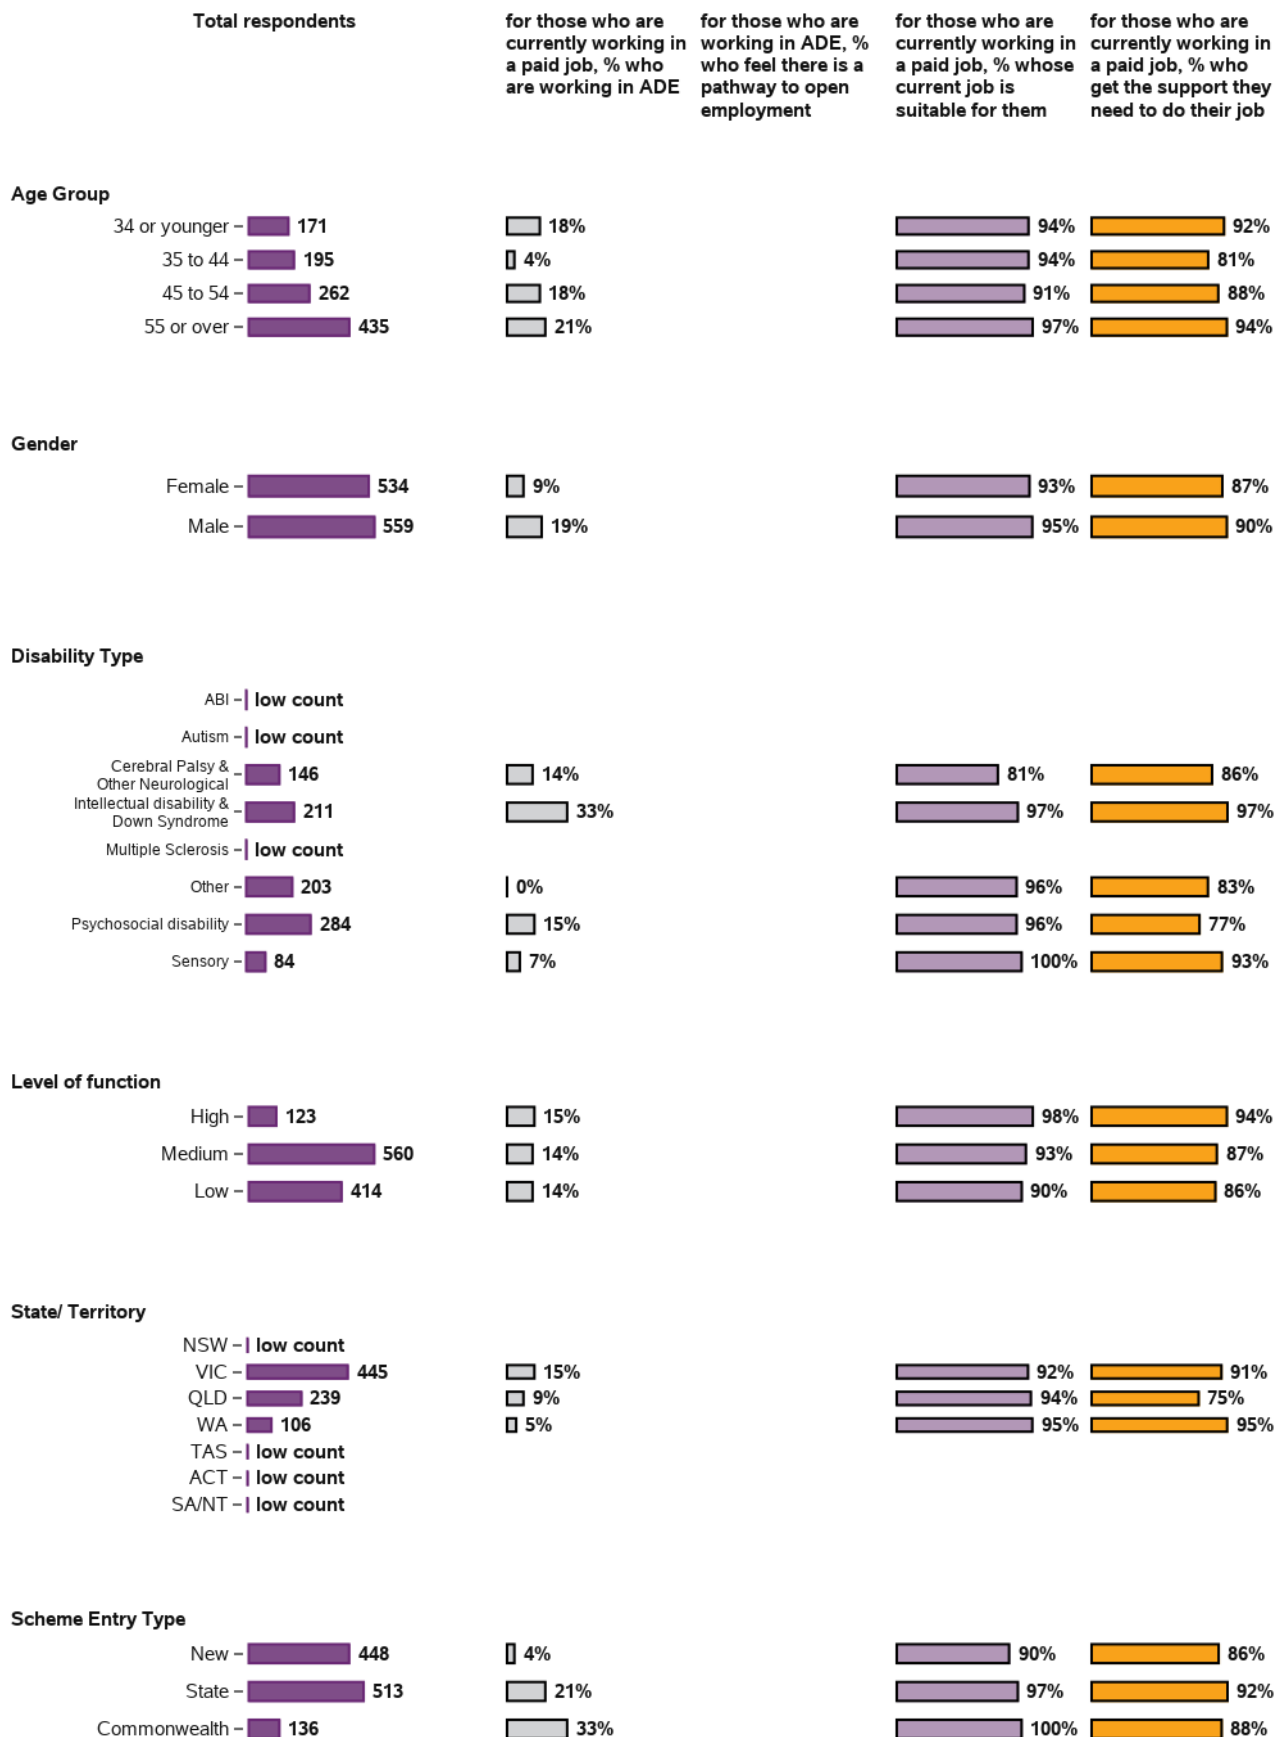 Total respondents
for those who are
currently working in
a paid job, % who
are working in ADE
for those who are
working in ADE, %
who feel there is a
pathway to open
employment
for those who are
currently working in
a paid job, % whose
current job is
suitable for them
for those who are
currently working in
a paid job, % who
get the support they
need to do their job
Age Group
34 or younger 171 18% 94% 92%
35 to 44 195 4% 94% 81%
45 to 54 262 18% 91% 88%
55 or over 435 21% 97% 94%
Gender
Female 534 9% 93% 87%
Male 559 19% 95% 90%
Disability Type
ABI low count
Autism low count
Cerebral Palsy &
Other Neurological 146 14% 81% 86%
Intellectual disability &
Down Syndrome 211 33% 97% 97%
Multiple Sclerosis low count
Other 203 0% 96% 83%
Psychosocial disability 284 15% 96% 77%
Sensory 84 7% 100% 93%
Level of function
High 123 15% 98% 94%
Medium 560 14% 93% 87%
Low 414 14% 90% 86%
State/ Territory
NSW low count
VIC 445 15% 92% 91%
QLD 239 9% 94% 75%
WA 106 5% 95% 95%
TAS low count
ACT low count
SA/NT low count
Scheme Entry Type
New 448 4% 90% 86%
State 513 21% 97% 92%
Commonwealth 136 33% 100% 88%